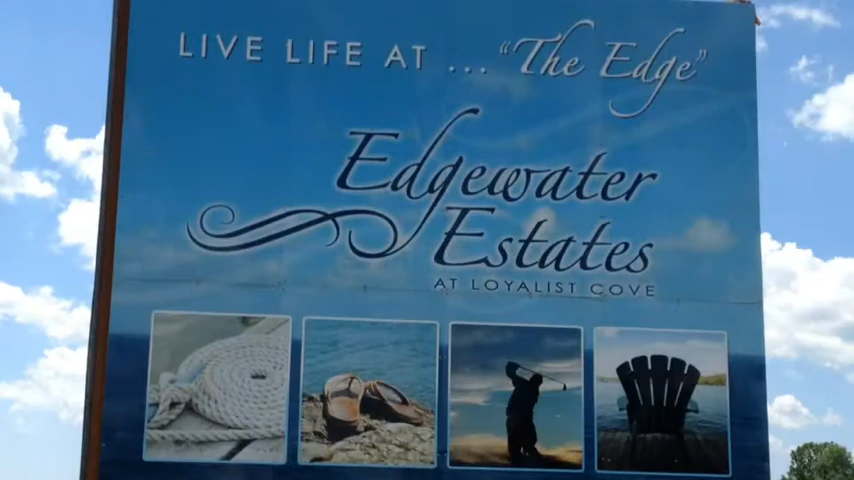 LIVE LIFE AT ... "The Edge"
Edgewater
Estates
AT LOYALIST COVE